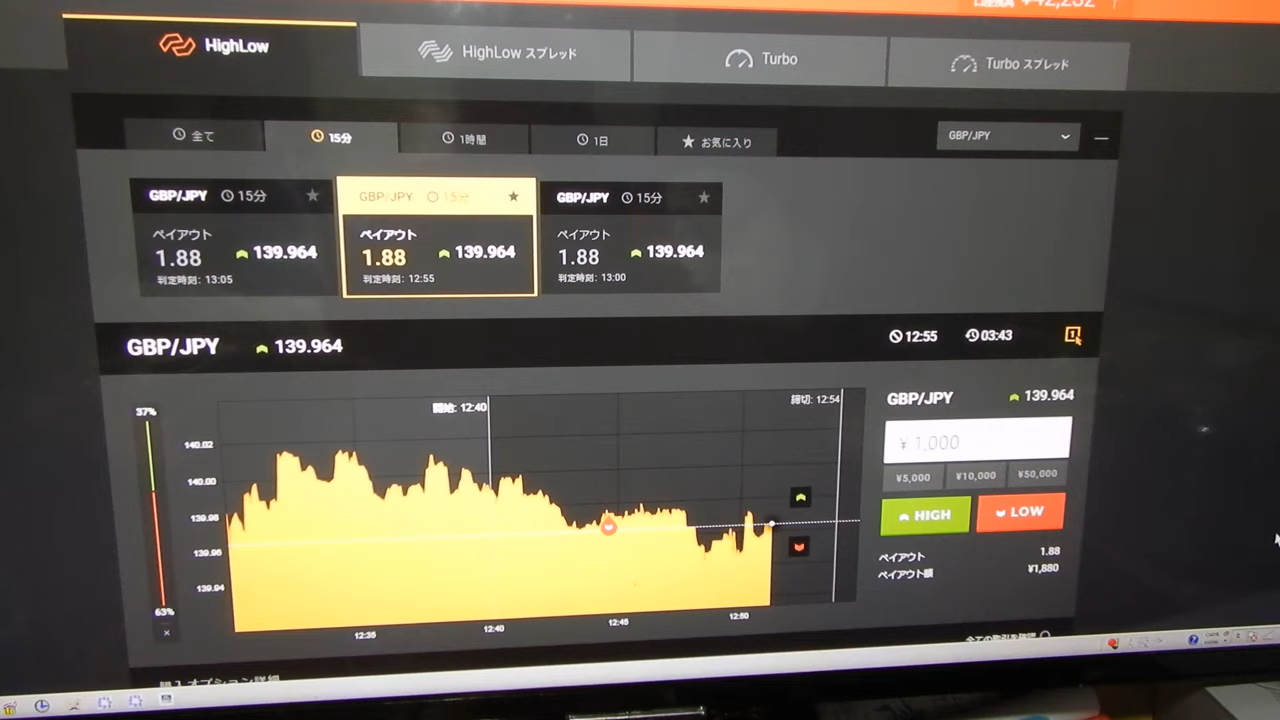 ¥42,232
HighLow
HighLow スプレッド
Turbo
Turbo スプレッド
全て
15分
1時間
1日
お気に入り
GBP/JPY
GBP/JPY 15分
ペイアウト
1.88 139.964
判定時刻: 13:05
GBP/JPY 15分
ペイアウト
1.88 139.964
判定時刻: 12:55
GBP/JPY 15分
ペイアウト
1.88 139.964
判定時刻: 13:00
GBP/JPY 139.964
12:55 03:43
37%
63%
開始: 12:40
締切: 12:54
140.02
140.00
139.98
139.96
139.94
12:35 12:40 12:45 12:50
GBP/JPY 139.964
¥ 1,000
¥5,000 ¥10,000 ¥50,000
HIGH LOW
ペイアウト 1.88
ペイアウト額 ¥1,880